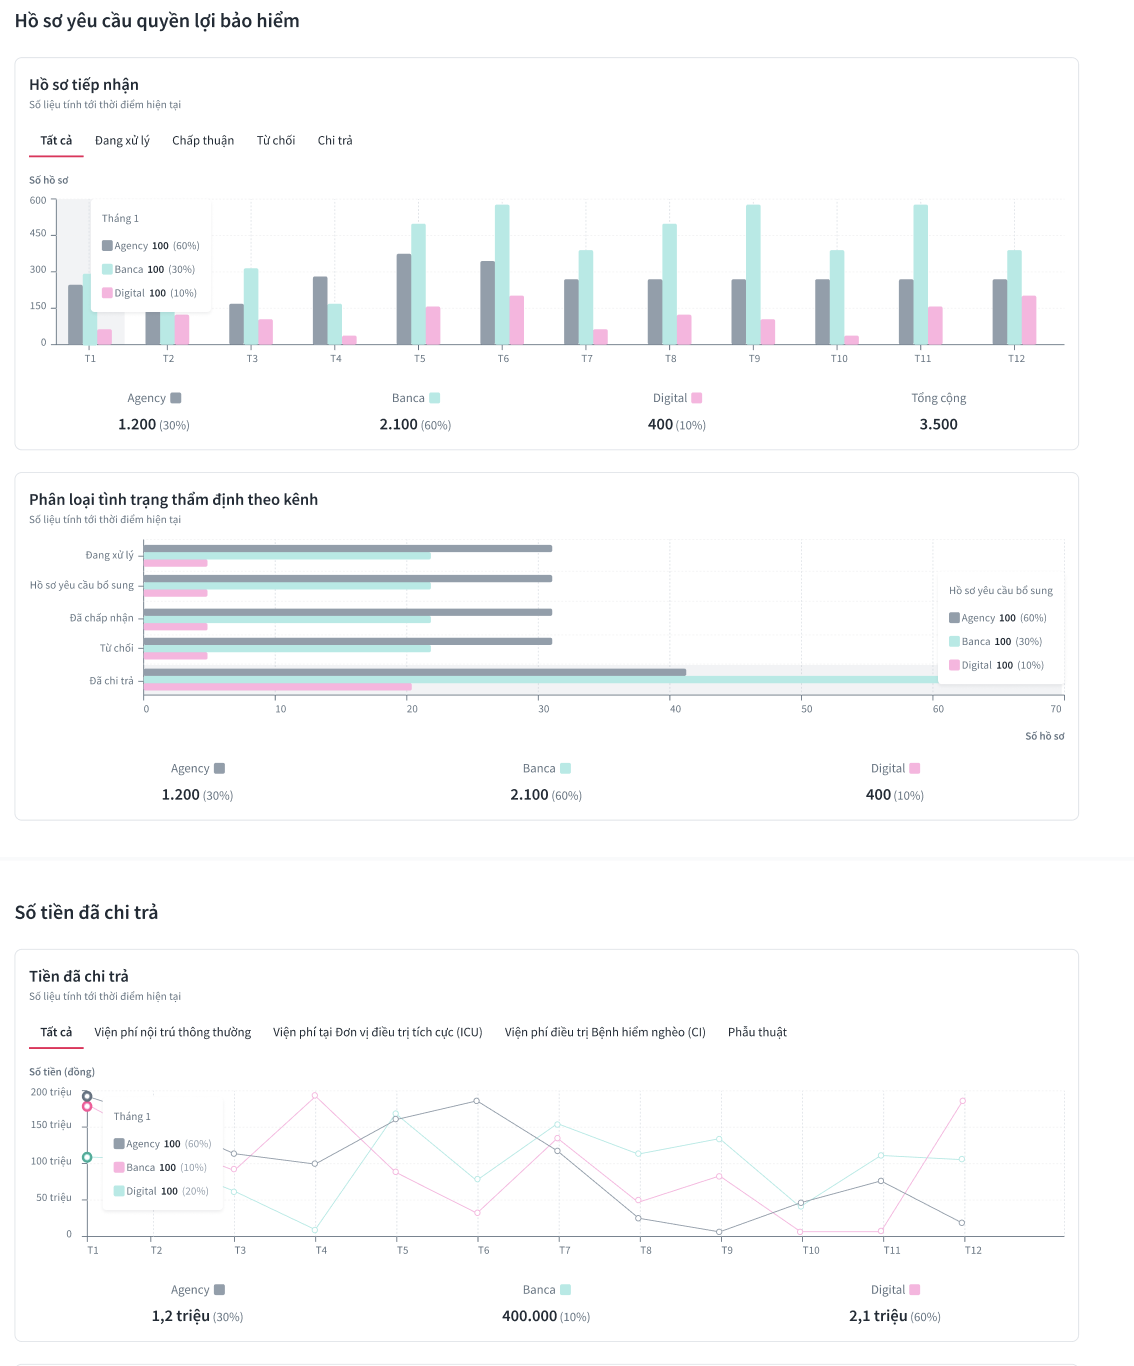 Hồ sơ yêu cầu quyền lợi bảo hiểm
Hồ sơ tiếp nhận
Số liệu tính tới thời điểm hiện tại
Tất cả Đang xử lý Chấp thuận Từ chối Chi trả
Số hồ sơ
600
450
300
150
0
Tháng 1
Agency 100 (60%)
Banca 100 (30%)
Digital 100 (10%)
T1 T2 T3 T4 T5 T6 T7 T8 T9 T10 T11 T12
Agency Banca Digital Tổng cộng
1.200 (30%) 2.100 (60%) 400 (10%) 3.500
Phân loại tình trạng thẩm định theo kênh
Số liệu tính tới thời điểm hiện tại
Đang xử lý
Hồ sơ yêu cầu bổ sung
Đã chấp nhận
Từ chối
Đã chi trả
Hồ sơ yêu cầu bổ sung
Agency 100 (60%)
Banca 100 (30%)
Digital 100 (10%)
0 10 20 30 40 50 60 70
Số hồ sơ
Agency Banca Digital
1.200 (30%) 2.100 (60%) 400 (10%)
Số tiền đã chi trả
Tiền đã chi trả
Số liệu tính tới thời điểm hiện tại
Tất cả Viện phí nội trú thông thường Viện phí tại Đơn vị điều trị tích cực (ICU) Viện phí điều trị Bệnh hiểm nghèo (CI) Phẫu thuật
Số tiền (đồng)
200 triệu
150 triệu
100 triệu
50 triệu
0
Tháng 1
Agency 100 (60%)
Banca 100 (10%)
Digital 100 (20%)
T1 T2 T3 T4 T5 T6 T7 T8 T9 T10 T11 T12
Agency Banca Digital
1,2 triệu (30%) 400.000 (10%) 2,1 triệu (60%)